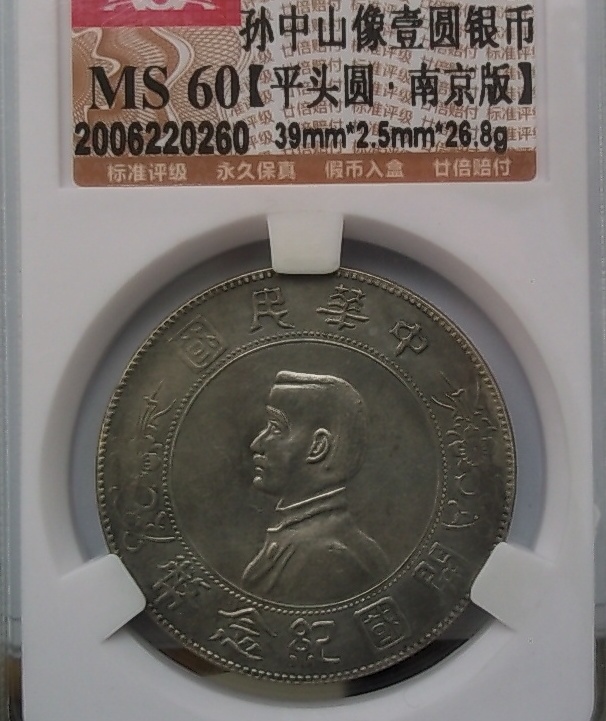 孙中山像壹圆银币
MS 60【平头圆·南京版】
2006220260 39mm*2.5mm*26.8g
标准评级 永久保真 假币入盒 廿倍赔付
中華民國
開國紀念幣